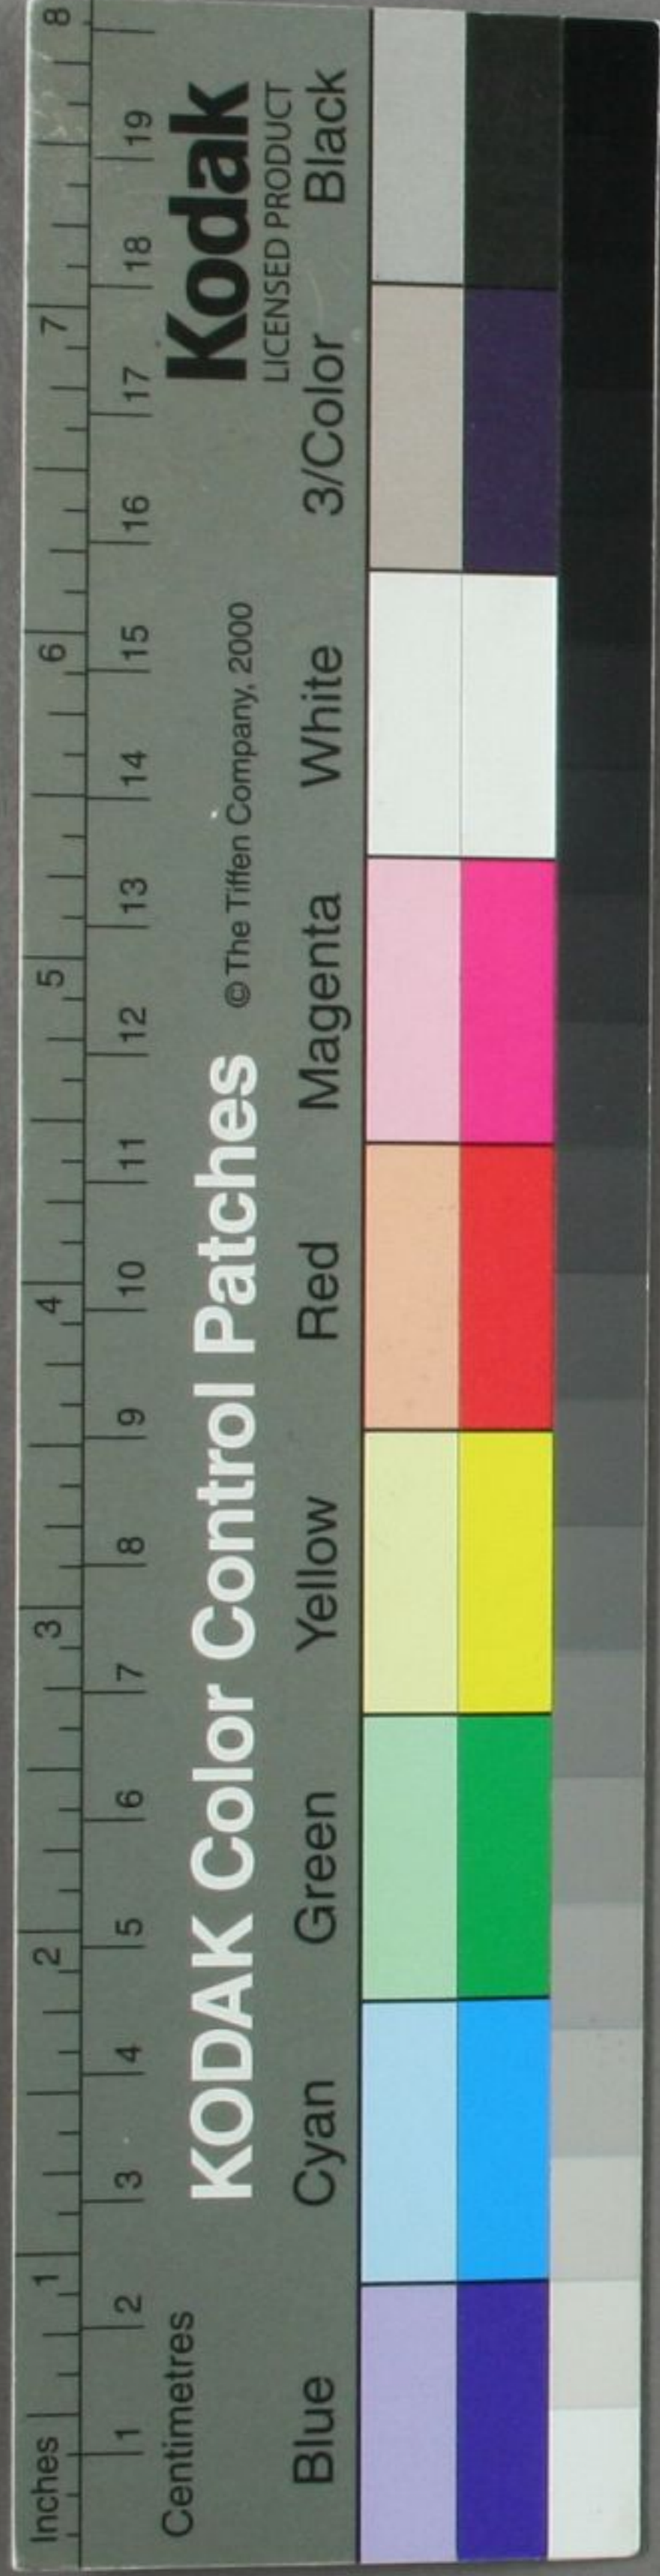 Inches 1 2 3 4 5 6 7 8
1 2 3 4 5 6 7 8 9 10 11 12 13 14 15 16 17 18 19
Centimetres
KODAK Color Control Patches © The Tiffen Company, 2000 Kodak
LICENSED PRODUCT
Blue Cyan Green Yellow Red Magenta White 3/Color Black